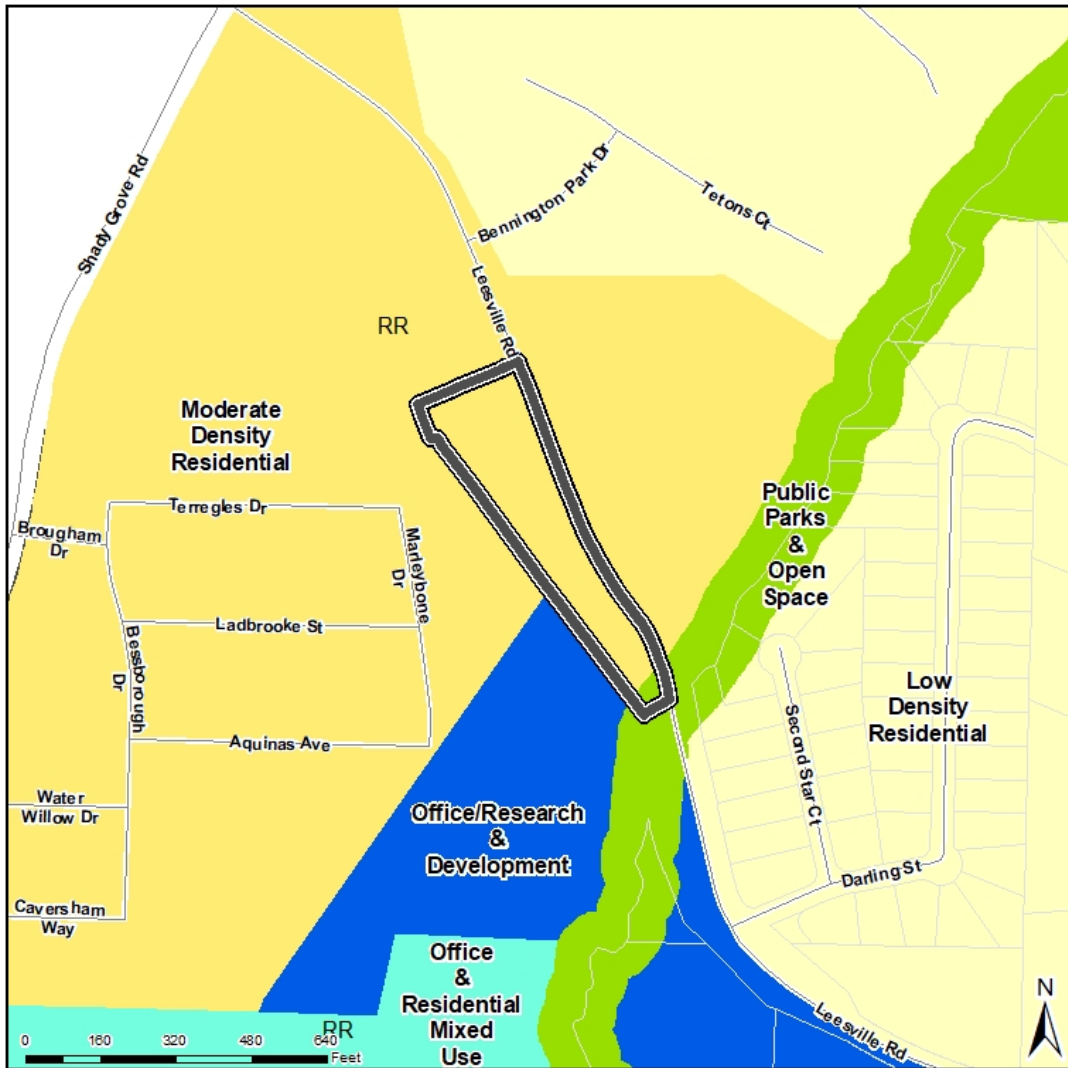 Shady Grove Rd
Bennington Park Dr
Tetons Ct
Leesville Rd
RR
Moderate
Density
Residential
Terregles Dr
Brougham
Dr
Marleybone
Dr
Public
Parks
&
Open
Space
Ladbrooke St
Bessborough
Dr
Low
Density
Residential
Aquinas Ave
Second Star Ct
Water
Willow Dr
Office/Research
&
Development
Darling St
Caversham
Way
Office
&
Residential
Mixed
Use
RR
Leesville Rd
N
0 160 320 480 640
Feet